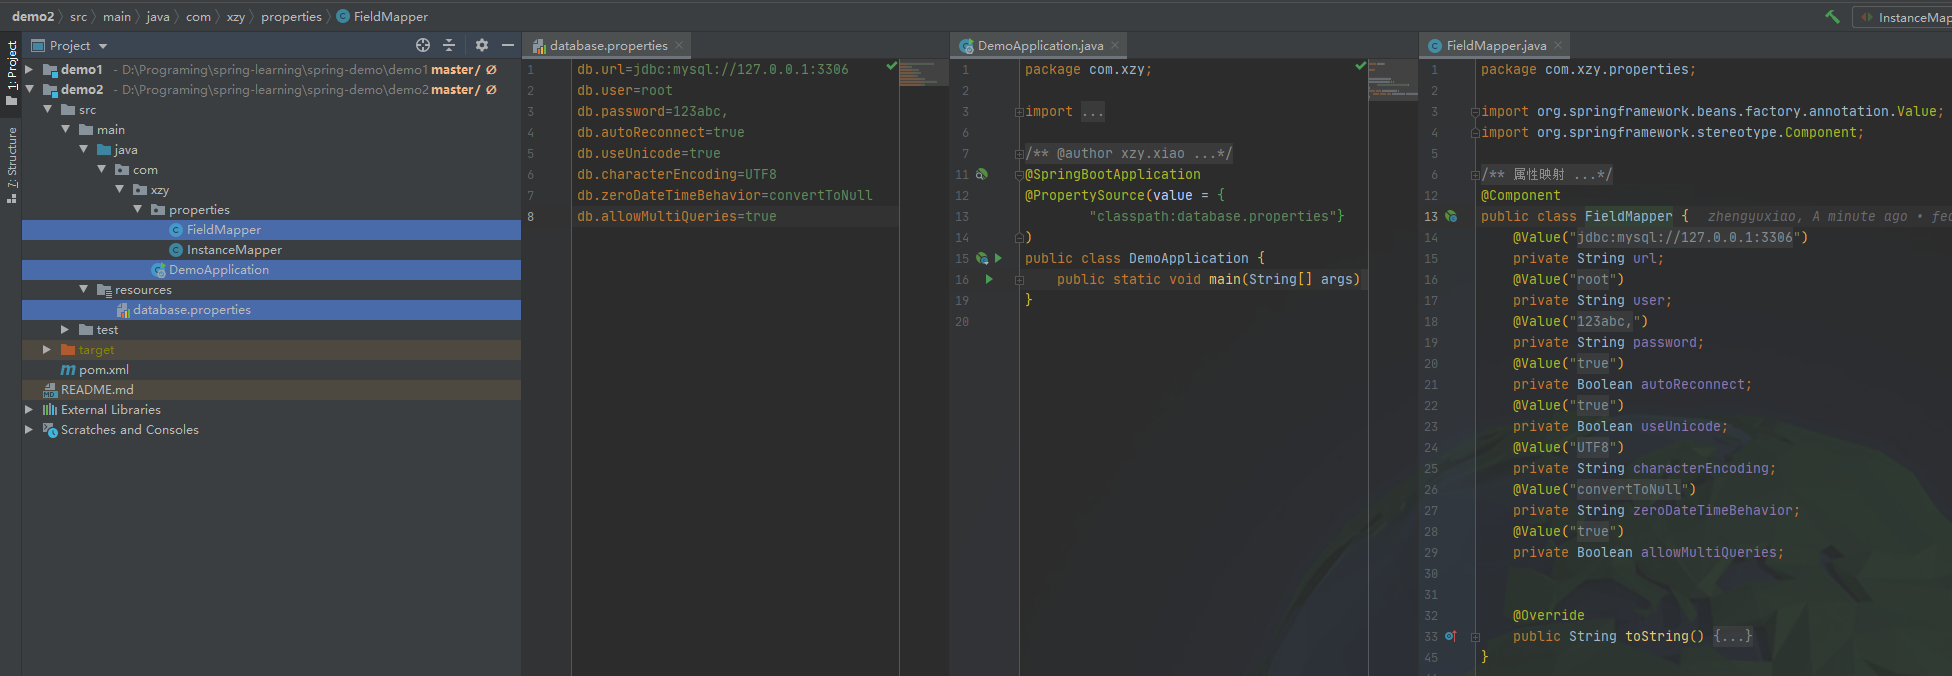 demo2 src main java com xzy properties FieldMapper
InstanceMap
1: Project
7: Structure
Project
demo1 - D:\Programing\spring-learning\spring-demo\demo1 master/ Ø
demo2 - D:\Programing\spring-learning\spring-demo\demo2 master/ Ø
src
main
java
com
xzy
properties
FieldMapper
InstanceMapper
DemoApplication
resources
database.properties
test
target
pom.xml
README.md
External Libraries
Scratches and Consoles
database.properties
1 db.url=jdbc:mysql://127.0.0.1:3306
2 db.user=root
3 db.password=123abc,
4 db.autoReconnect=true
5 db.useUnicode=true
6 db.characterEncoding=UTF8
7 db.zeroDateTimeBehavior=convertToNull
8 db.allowMultiQueries=true
DemoApplication.java
1 package com.xzy;
2
3 import ...
6
7 /** @author xzy.xiao ...*/
11 @SpringBootApplication
12 @PropertySource(value = {
13 "classpath:database.properties"}
14 )
15 public class DemoApplication {
16 public static void main(String[] args)
19 }
20
FieldMapper.java
1 package com.xzy.properties;
2
3 import org.springframework.beans.factory.annotation.Value;
4 import org.springframework.stereotype.Component;
5
6 /** 属性映射 ...*/
12 @Component
13 public class FieldMapper { zhengyuxiao, A minute ago • fec
14 @Value("jdbc:mysql://127.0.0.1:3306")
15 private String url;
16 @Value("root")
17 private String user;
18 @Value("123abc,")
19 private String password;
20 @Value("true")
21 private Boolean autoReconnect;
22 @Value("true")
23 private Boolean useUnicode;
24 @Value("UTF8")
25 private String characterEncoding;
26 @Value("convertToNull")
27 private String zeroDateTimeBehavior;
28 @Value("true")
29 private Boolean allowMultiQueries;
30
31
32 @Override
33 public String toString() {...}
45 }